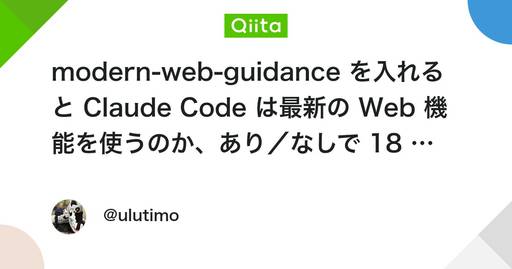 Qiita
modern-web-guidance を入れる
と Claude Code は最新の Web 機
能を使うのか、あり／なしで 18 …
@ulutimo